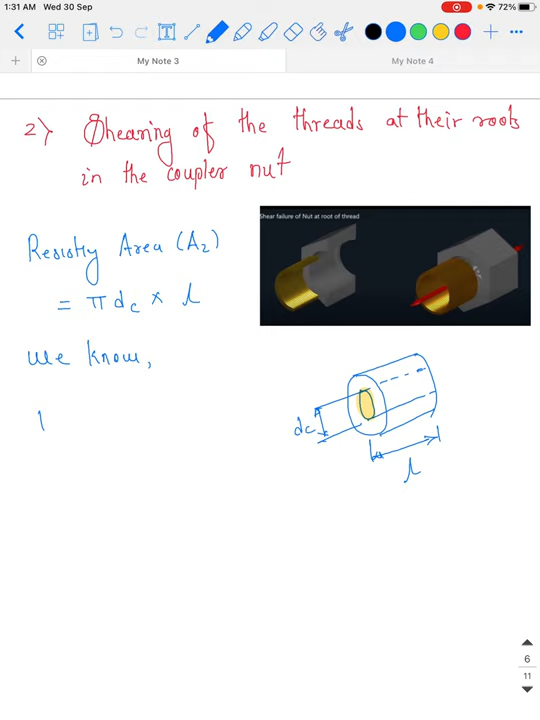 1:31 AM Wed 30 Sep
72%
My Note 3
My Note 4
2) Shearing of the threads at their roots
in the coupler nut
Shear failure of Nut at root of thread
Resisting Area (A2)
= π dc × l
we know,
dc
l
6
11